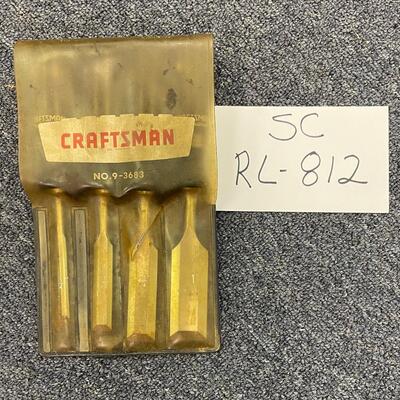 CRAFTSMAN
NO. 9-3683
SC
RL-812